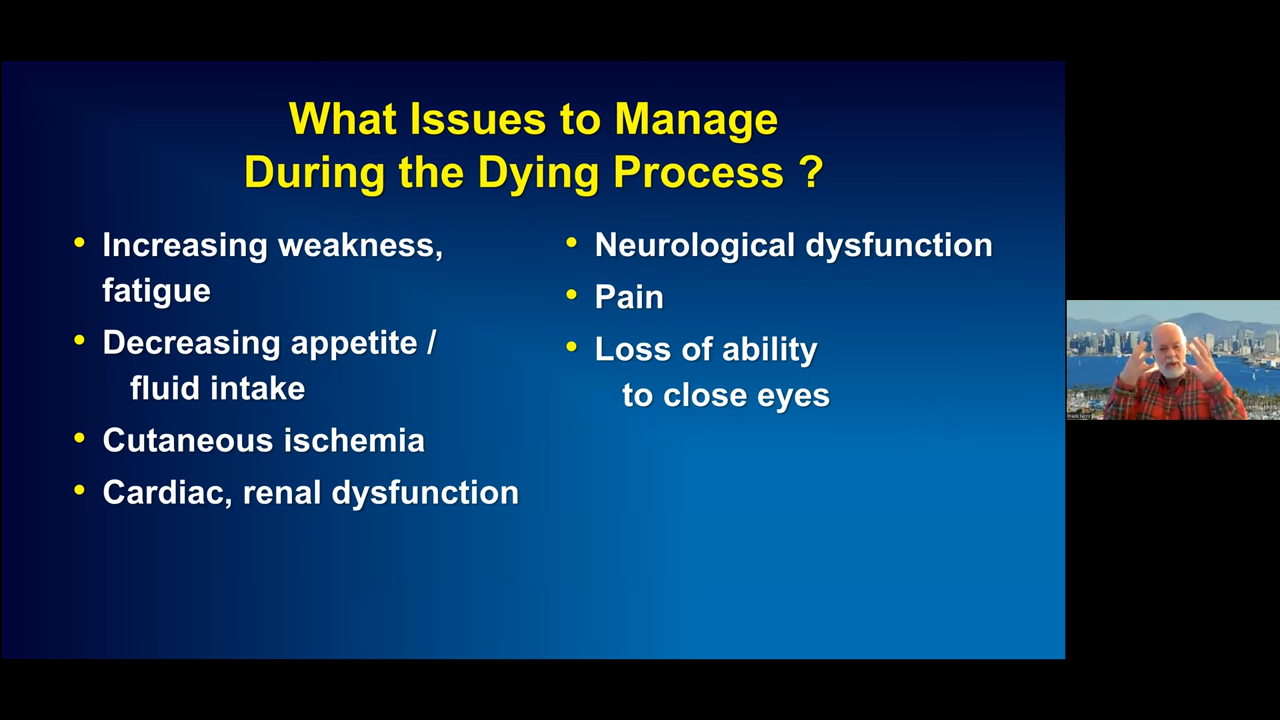 What Issues to Manage
During the Dying Process ?
• Increasing weakness,
fatigue
• Decreasing appetite /
fluid intake
• Cutaneous ischemia
• Cardiac, renal dysfunction
• Neurological dysfunction
• Pain
• Loss of ability
to close eyes